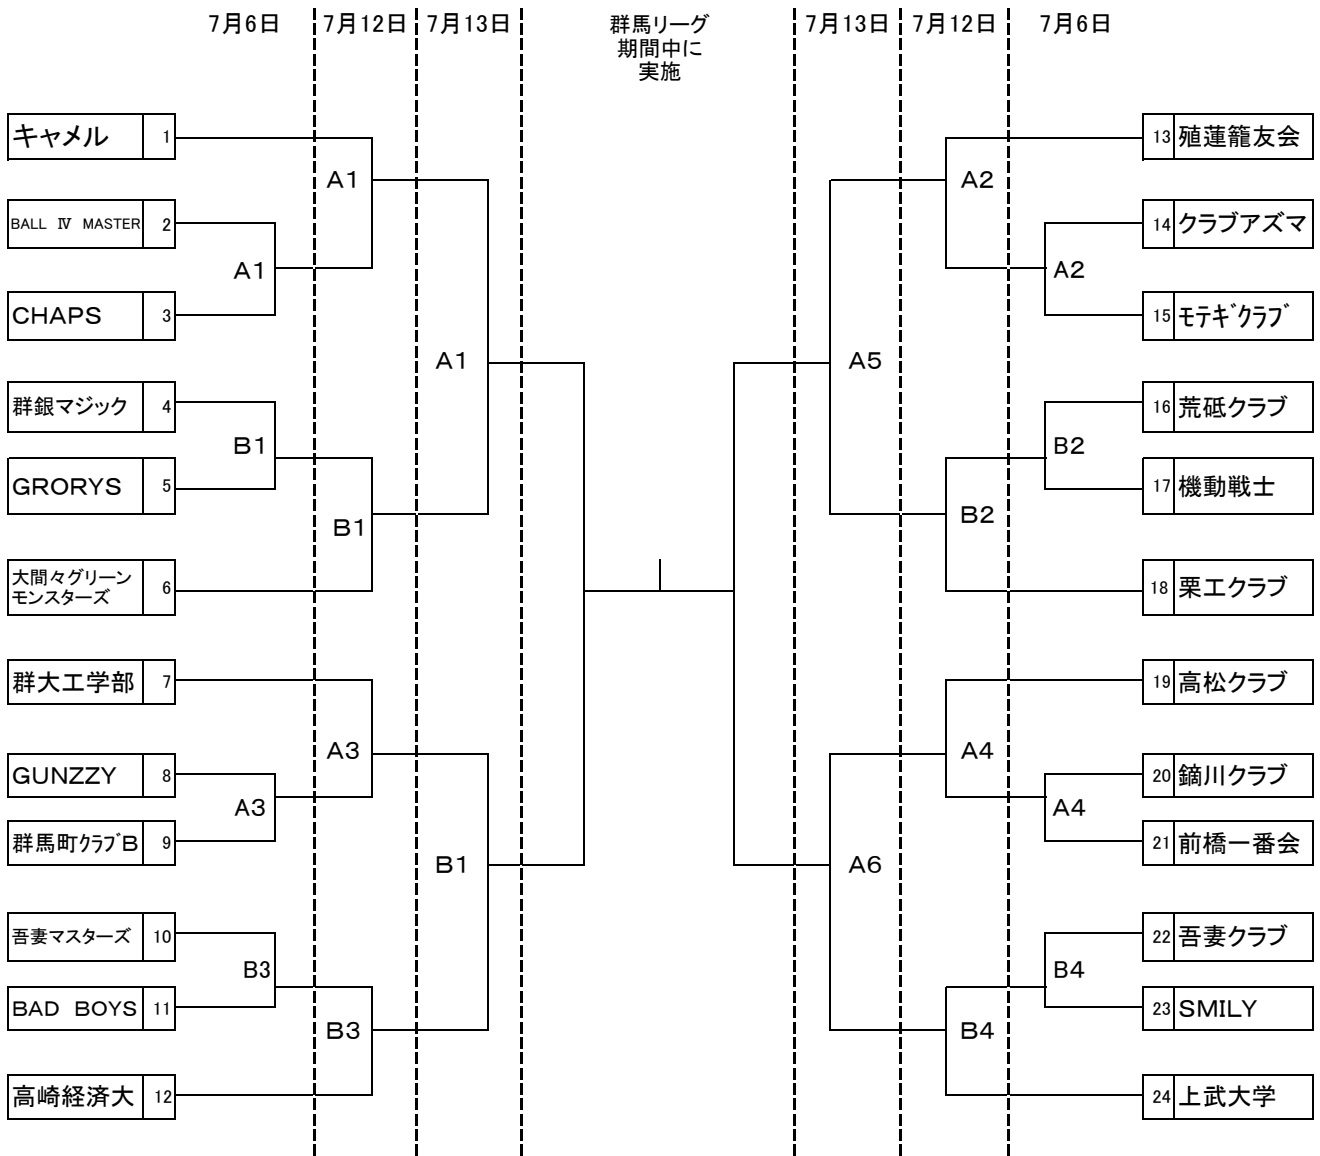 7月6日 7月12日 7月13日 群馬リーグ 7月13日 7月12日 7月6日
期間中に
実施
キャメル 1
BALL Ⅳ MASTER 2
CHAPS 3
群銀マジック 4
GRORYS 5
大間々グリーン
モンスターズ 6
群大工学部 7
GUNZZY 8
群馬町ｸﾗﾌﾞB 9
吾妻マスターズ 10
BAD BOYS 11
高崎経済大 12
A1
B1
A3
B3
A1
B1
A3
B3
A1
B1
A5
A6
A2
B2
A4
B4
A2
B2
A4
B4
13 殖蓮籠友会
14 クラブアズマ
15 ﾓﾃｷﾞｸﾗﾌﾞ
16 荒砥クラブ
17 機動戦士
18 栗工クラブ
19 高松クラブ
20 鏑川クラブ
21 前橋一番会
22 吾妻クラブ
23 SMILY
24 上武大学